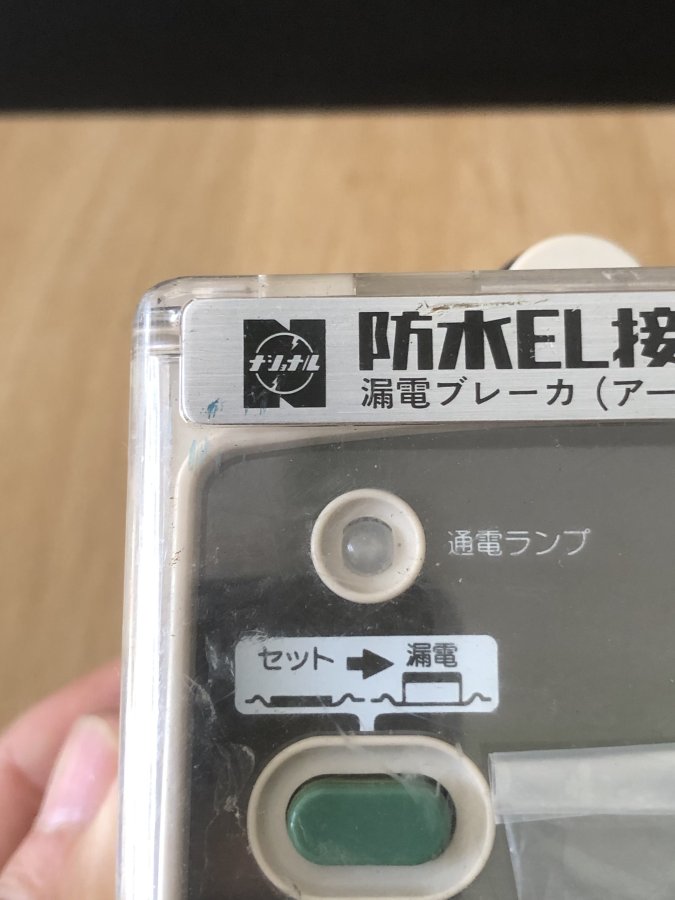 ナショナル
防水EL接
漏電ブレーカ（アー
通電ランプ
セット 漏電